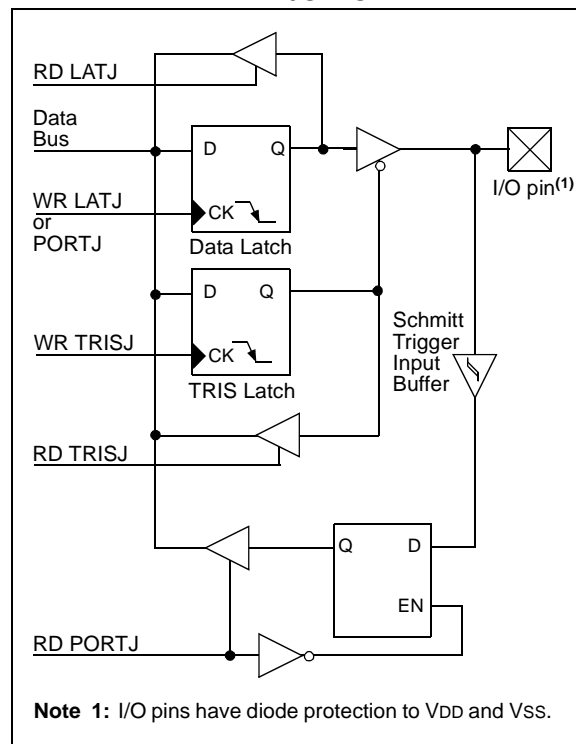 RD LATJ
Data
Bus
D Q
I/O pin(1)
WR LATJ
or
PORTJ
CK
Data Latch
D Q
Schmitt
Trigger
Input
Buffer
WR TRISJ
CK
TRIS Latch
RD TRISJ
Q D
EN
RD PORTJ
Note 1: I/O pins have diode protection to VDD and VSS.